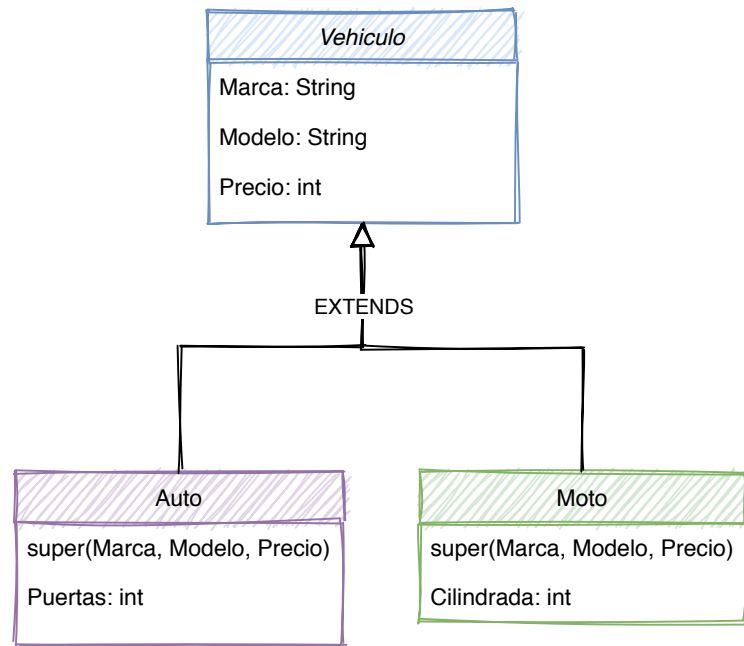 Vehiculo
Marca: String
Modelo: String
Precio: int
EXTENDS
Auto
super(Marca, Modelo, Precio)
Puertas: int
Moto
super(Marca, Modelo, Precio)
Cilindrada: int